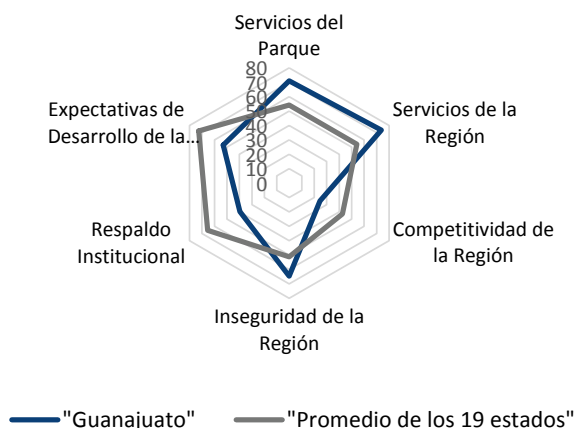 Servicios del
Parque
80
70
60
50
40
30
20
10
0
Servicios de la
Región
Competitividad de
la Región
Inseguridad de la
Región
Respaldo
Institucional
Expectativas de
Desarrollo de la...
"Guanajuato" "Promedio de los 19 estados"